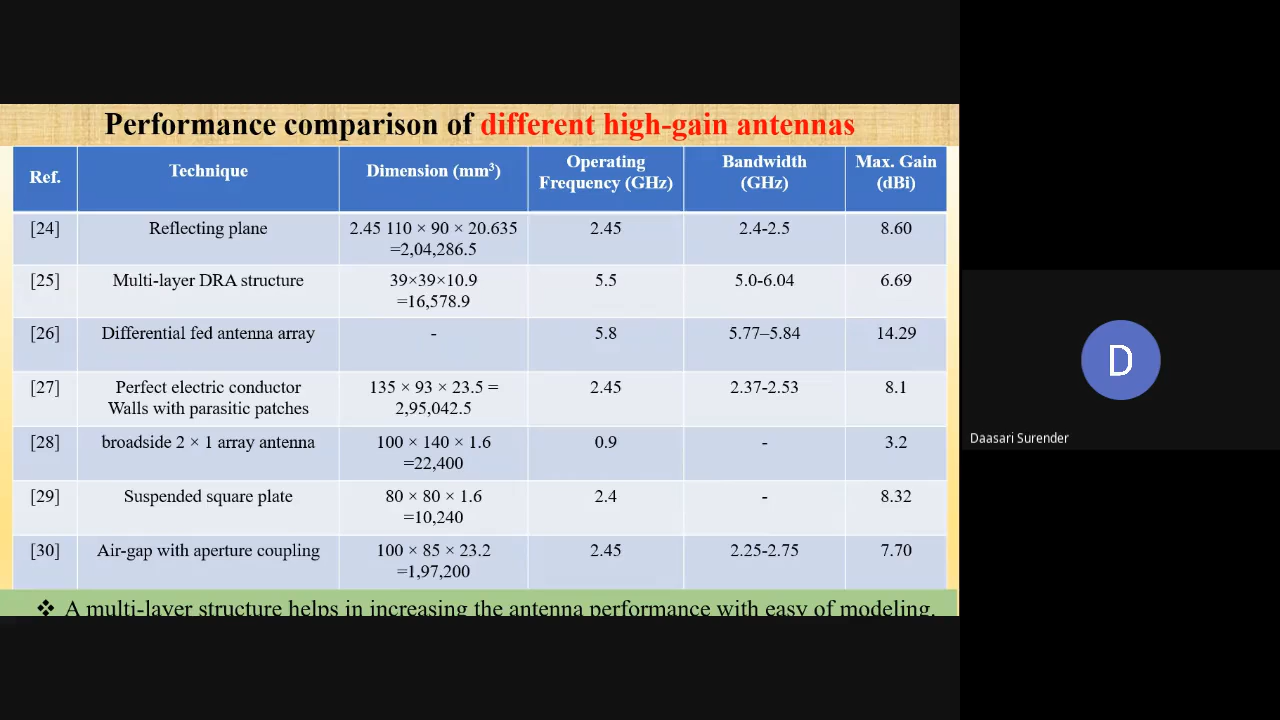 Performance comparison of different high-gain antennas
Ref.
Technique
Dimension (mm³)
Operating
Frequency (GHz)
Bandwidth
(GHz)
Max. Gain
(dBi)
[24]
Reflecting plane
2.45 110 × 90 × 20.635
=2,04,286.5
2.45
2.4-2.5
8.60
[25]
Multi-layer DRA structure
39×39×10.9
=16,578.9
5.5
5.0-6.04
6.69
[26]
Differential fed antenna array
-
5.8
5.77–5.84
14.29
[27]
Perfect electric conductor
Walls with parasitic patches
135 × 93 × 23.5 =
2,95,042.5
2.45
2.37-2.53
8.1
[28]
broadside 2 × 1 array antenna
100 × 140 × 1.6
=22,400
0.9
-
3.2
[29]
Suspended square plate
80 × 80 × 1.6
=10,240
2.4
-
8.32
[30]
Air-gap with aperture coupling
100 × 85 × 23.2
=1,97,200
2.45
2.25-2.75
7.70
❖ A multi-layer structure helps in increasing the antenna performance with easy of modeling.
D
Daasari Surender